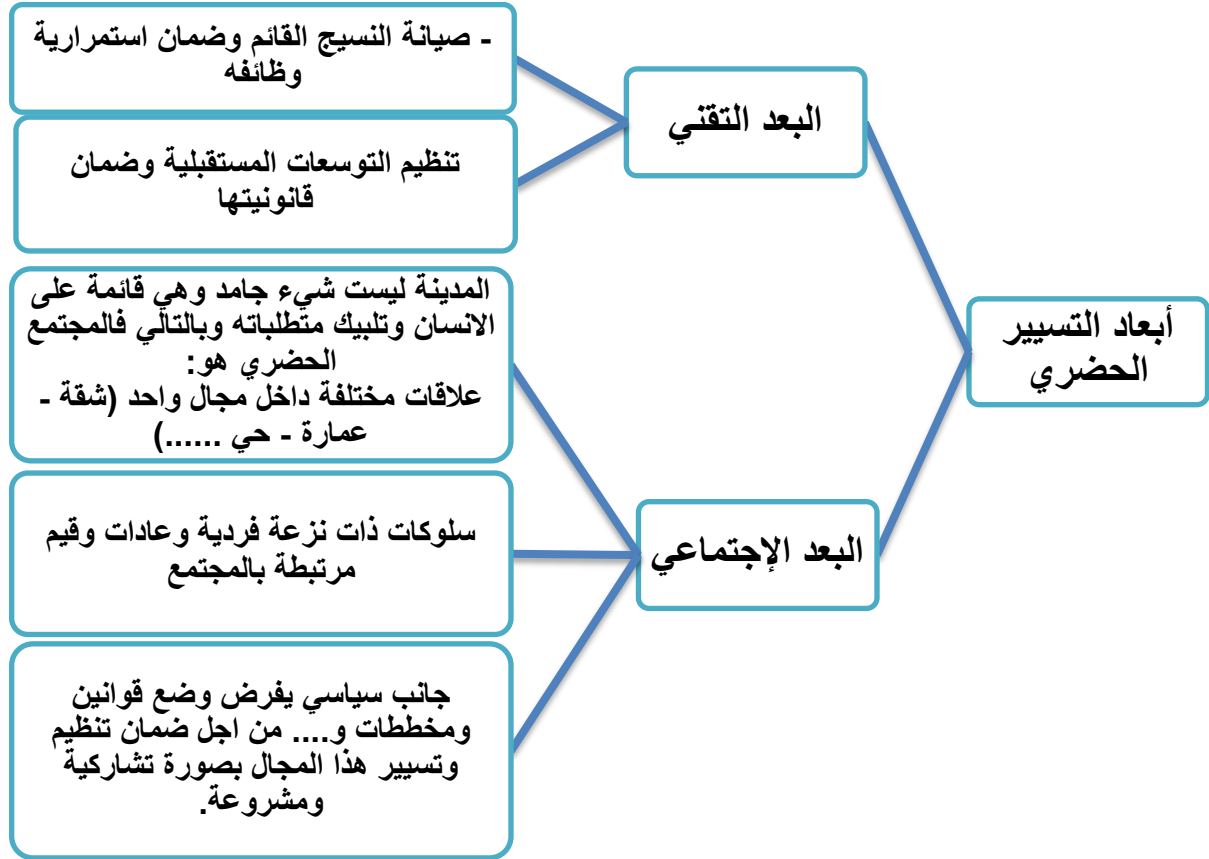 أبعاد التسيير
الحضري
البعد التقني
- صيانة النسيج القائم وضمان استمرارية
وظائفه
تنظيم التوسعات المستقبلية وضمان
قانونيتها
البعد الإجتماعي
المدينة ليست شيء جامد وهي قائمة على
الانسان وتلبيك متطلباته وبالتالي فالمجتمع
الحضري هو:
علاقات مختلفة داخل مجال واحد (شقة -
عمارة - حي ......)
سلوكات ذات نزعة فردية وعادات وقيم
مرتبطة بالمجتمع
جانب سياسي يفرض وضع قوانين
ومخططات و.... من اجل ضمان تنظيم
وتسيير هذا المجال بصورة تشاركية
ومشروعة.